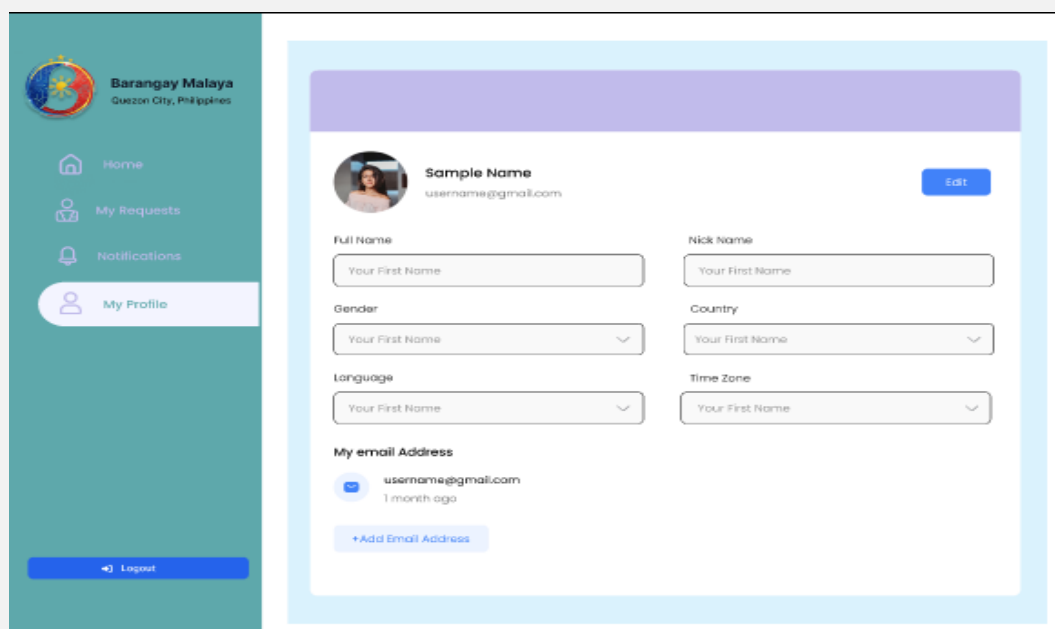 Barangay Malaya
Quezon City, Philippines
Home
My Requests
Notifications
My Profile
Logout
Sample Name
username@gmail.com
Edit
Full Name
Nick Name
Your First Name
Your First Name
Gender
Country
Your First Name
Your First Name
Language
Time Zone
Your First Name
Your First Name
My email Address
username@gmail.com
1 month ago
+Add Email Address